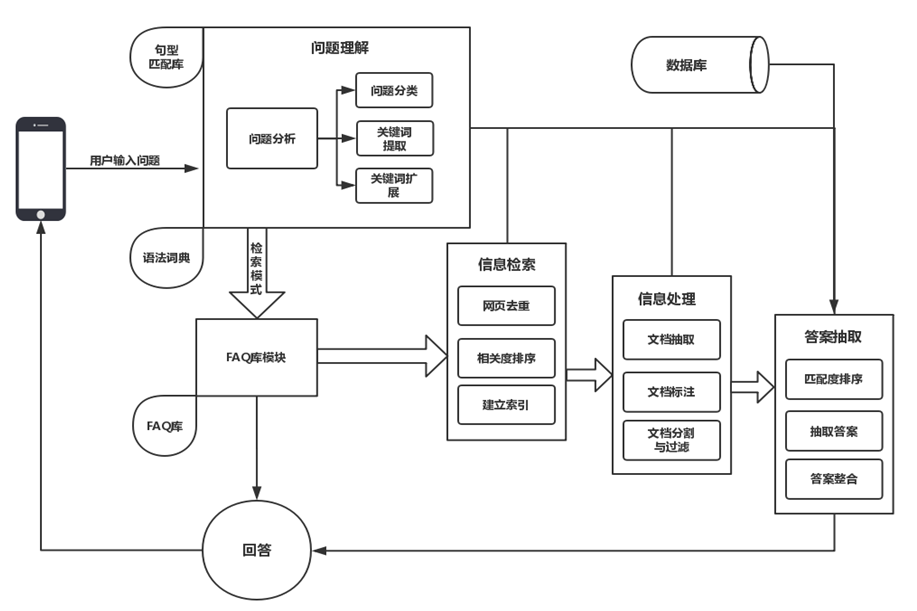 句型
匹配库
问题理解
数据库
问题分类
问题分析
关键词
提取
关键词扩
展
用户输入问题
语法词典
检
索
模
式
信息检索
网页去重
相关度排序
建立索引
信息处理
文档抽取
文档标注
文档分割
与过滤
答案抽取
匹配度排序
抽取答案
答案整合
FAQ库模块
FAQ库
回答